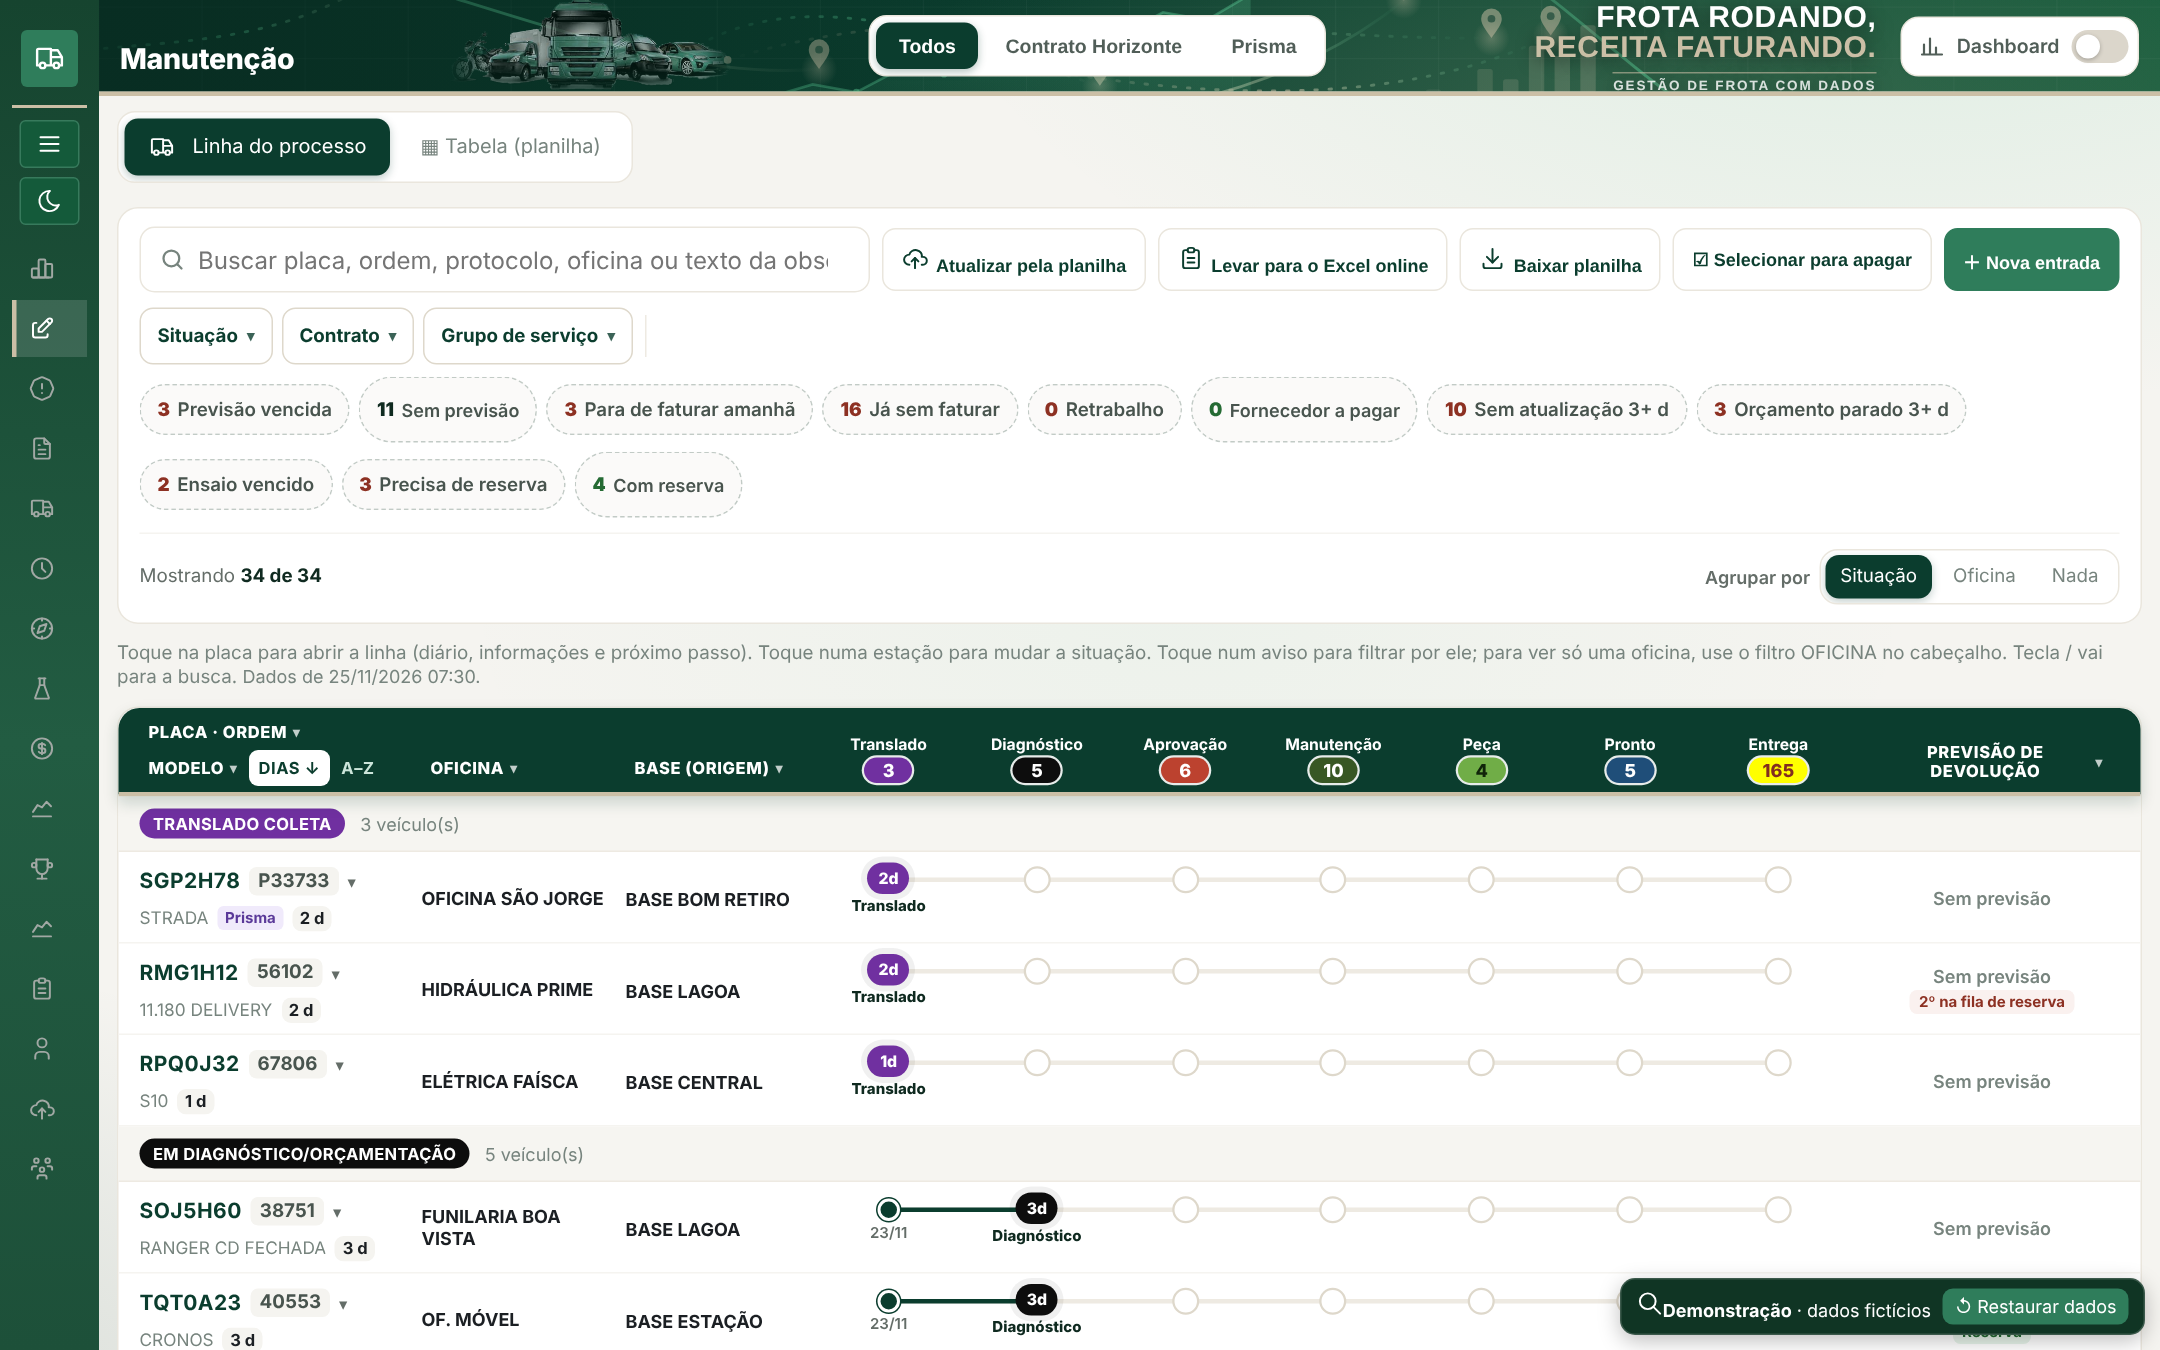 Manutenção
Todos
Contrato Horizonte
Prisma
FROTA RODANDO,
RECEITA FATURANDO.
GESTÃO DE FROTA COM DADOS
Dashboard
Linha do processo
Tabela (planilha)
Buscar placa, ordem, protocolo, oficina ou texto da obs
Atualizar pela planilha
Levar para o Excel online
Baixar planilha
Selecionar para apagar
+ Nova entrada
Situação ▾
Contrato ▾
Grupo de serviço ▾
3 Previsão vencida
11 Sem previsão
3 Para de faturar amanhã
16 Já sem faturar
0 Retrabalho
0 Fornecedor a pagar
10 Sem atualização 3+ d
3 Orçamento parado 3+ d
2 Ensaio vencido
3 Precisa de reserva
4 Com reserva
Mostrando 34 de 34
Agrupar por
Situação
Oficina
Nada
Toque na placa para abrir a linha (diário, informações e próximo passo). Toque numa estação para mudar a situação. Toque num aviso para filtrar por ele; para ver só uma oficina, use o filtro OFICINA no cabeçalho. Tecla / vai
para a busca. Dados de 25/11/2026 07:30.
PLACA · ORDEM ▾
MODELO ▾
DIAS ↓
A–Z
OFICINA ▾
BASE (ORIGEM) ▾
Translado
3
Diagnóstico
5
Aprovação
6
Manutenção
10
Peça
4
Pronto
5
Entrega
165
PREVISÃO DE
DEVOLUÇÃO
▾
TRANSLADO COLETA
3 veículo(s)
SGP2H78 P33733 ▾
STRADA Prisma 2 d
OFICINA SÃO JORGE
BASE BOM RETIRO
2d
Translado
Sem previsão
RMG1H12 56102 ▾
11.180 DELIVERY 2 d
HIDRÁULICA PRIME
BASE LAGOA
2d
Translado
Sem previsão
2º na fila de reserva
RPQ0J32 67806 ▾
S10 1 d
ELÉTRICA FAÍSCA
BASE CENTRAL
1d
Translado
Sem previsão
EM DIAGNÓSTICO/ORÇAMENTAÇÃO
5 veículo(s)
SOJ5H60 38751 ▾
RANGER CD FECHADA 3 d
FUNILARIA BOA
VISTA
BASE LAGOA
23/11
3d
Diagnóstico
Sem previsão
TQT0A23 40553 ▾
CRONOS 3 d
OF. MÓVEL
BASE ESTAÇÃO
23/11
3d
Diagnóstico
Demonstração · dados fictícios
Restaurar dados